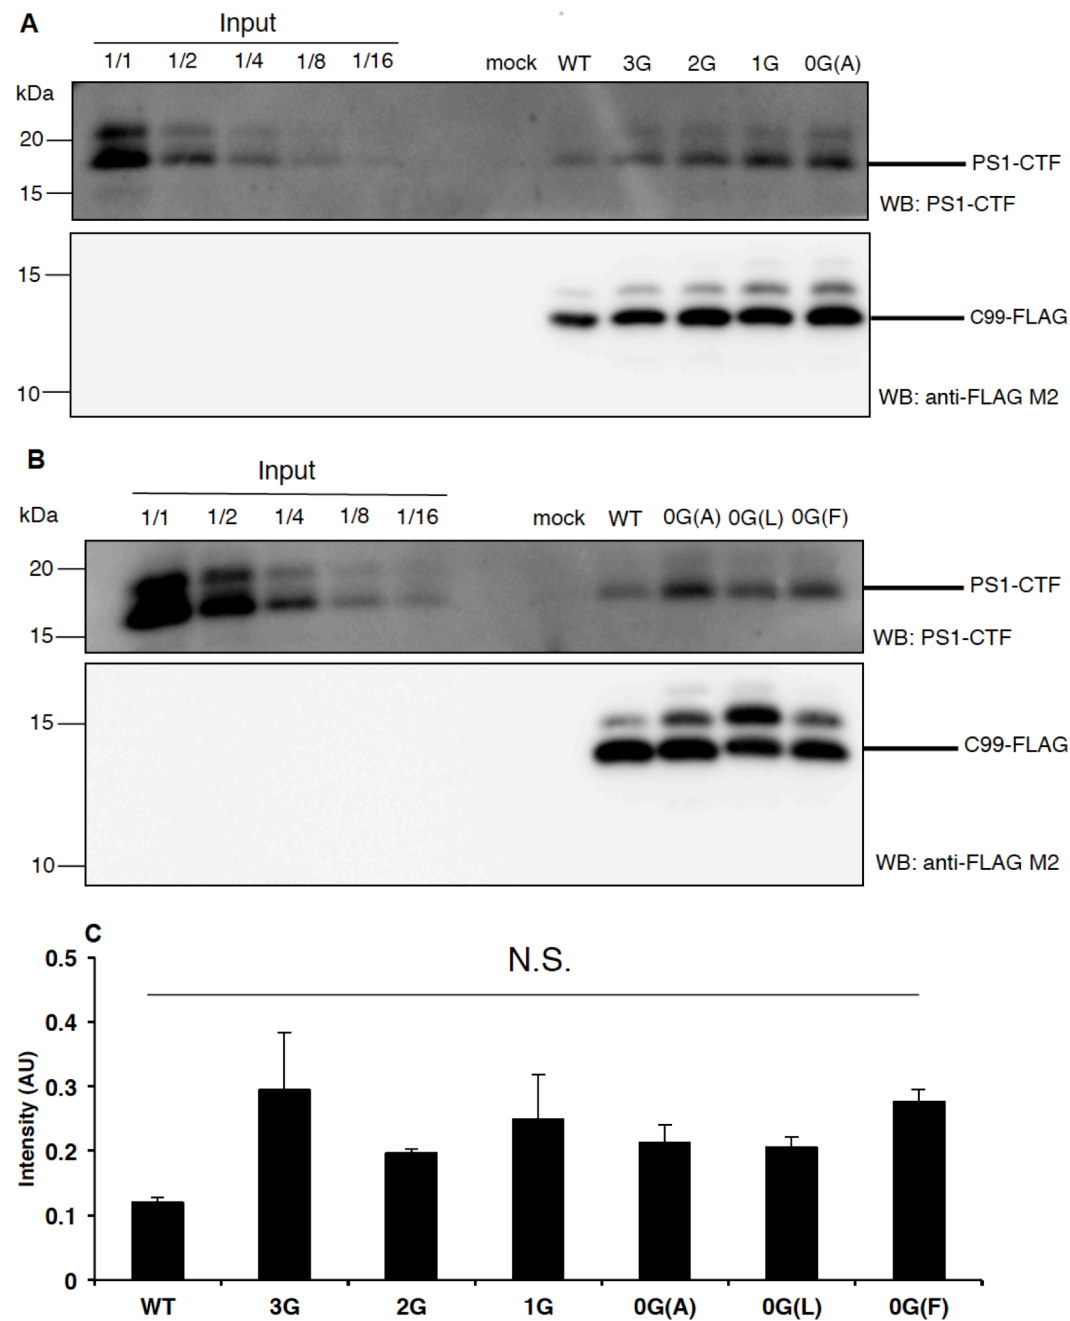 A
Input
1/1 1/2 1/4 1/8 1/16 mock WT 3G 2G 1G 0G(A)
kDa
20
PS1-CTF
15
WB: PS1-CTF
15
C99-FLAG
10
WB: anti-FLAG M2
B
Input
kDa 1/1 1/2 1/4 1/8 1/16 mock WT 0G(A) 0G(L) 0G(F)
20
PS1-CTF
15
WB: PS1-CTF
15
C99-FLAG
10
WB: anti-FLAG M2
C
N.S.
Intensity (AU)
0.5
0.4
0.3
0.2
0.1
0
WT 3G 2G 1G 0G(A) 0G(L) 0G(F)